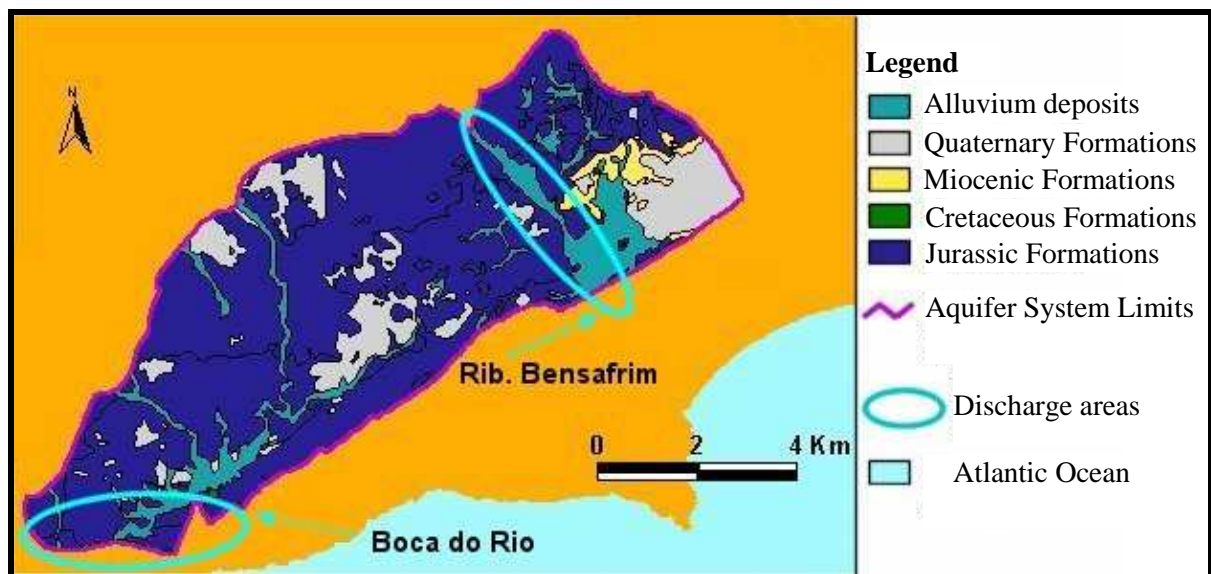 N
Rib. Bensafrim
0 2 4 Km
Boca do Rio
Legend
Alluvium deposits
Quaternary Formations
Miocenic Formations
Cretaceous Formations
Jurassic Formations
Aquifer System Limits
Discharge areas
Atlantic Ocean